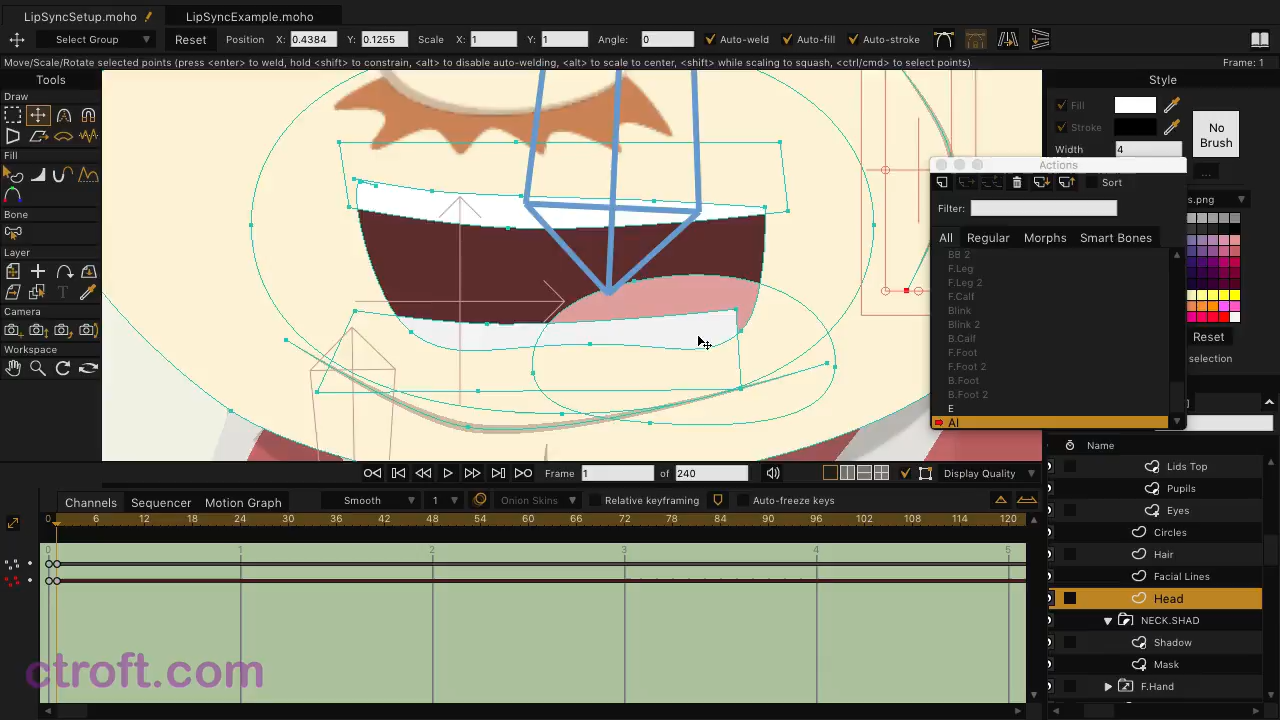 LipSyncSetup.moho
LipSyncExample.moho
Select Group
Reset
Position X: 0.4384 Y: 0.1255 Scale X: 1 Y: 1 Angle: 0
Auto-weld
Auto-fill
Auto-stroke
Move/Scale/Rotate selected points (press <enter> to weld, hold <shift> to constrain, <alt> to disable auto-welding, <alt> to scale to center, <shift> while scaling to squash, <ctrl/cmd> to select points)
Frame: 1
Tools
Draw
Fill
Bone
Layer
Camera
Workspace
Style
Fill
Stroke
Width
4
No
Brush
...
s.png
Reset
selection
Actions
Sort
Filter:
All Regular Morphs Smart Bones
BB 2
F.Leg
F.Leg 2
F.Calf
Blink
Blink 2
B.Calf
F.Foot
F.Foot 2
B.Foot
B.Foot 2
E
AI
Frame 1 of 240
Display Quality
Channels Sequencer Motion Graph
Smooth
1
Onion Skins
Relative keyframing
Auto-freeze keys
0 6 12 18 24 30 36 42 48 54 60 66 72 78 84 90 96 102 108 114 120
0 1 2 3 4 5
Name
Lids Top
Pupils
Eyes
Circles
Hair
Facial Lines
Head
NECK.SHAD
Shadow
Mask
F.Hand
ctroft.com